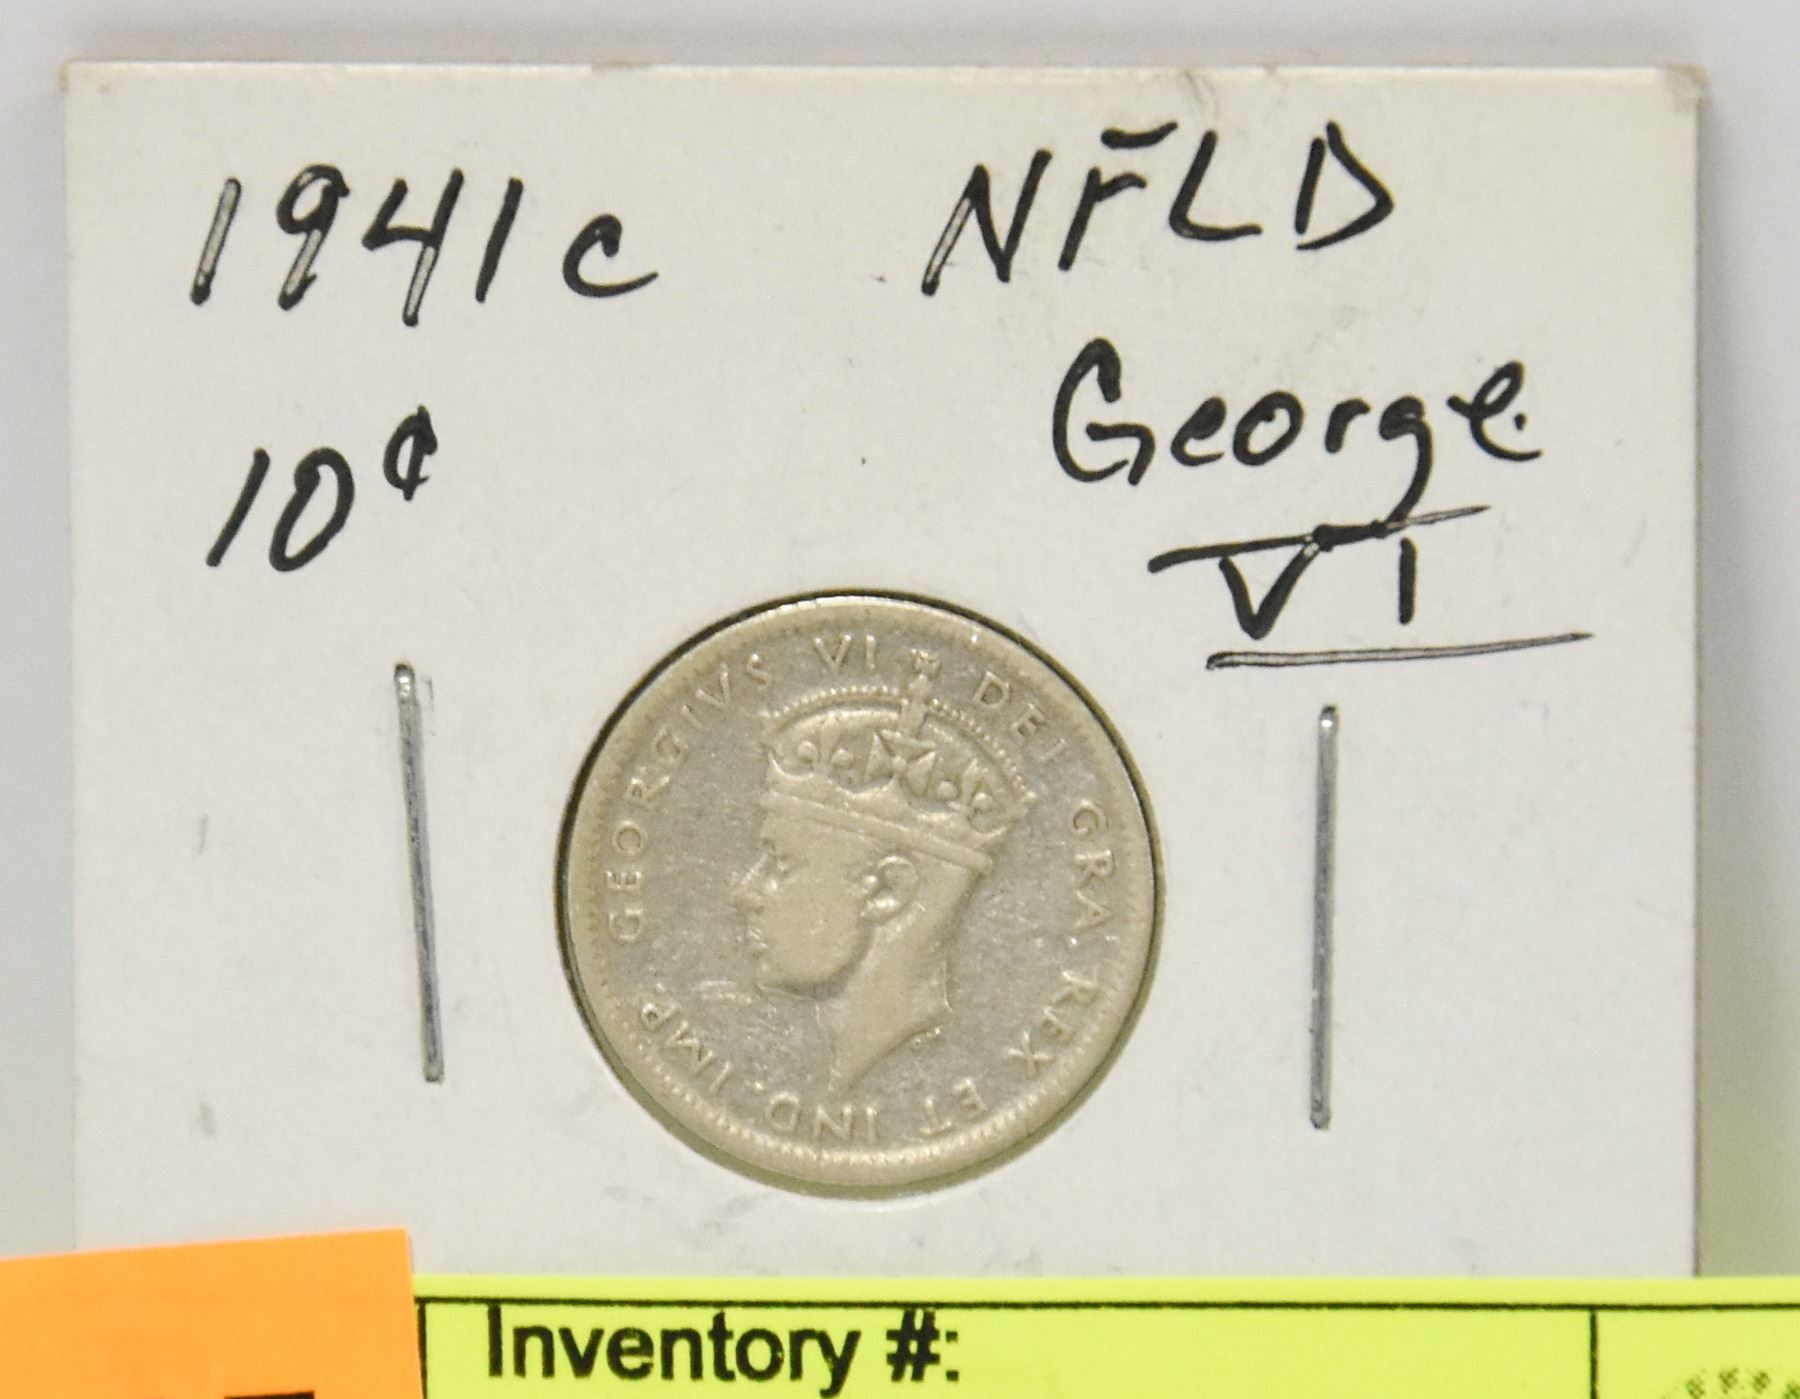 1941c NFLD
10¢ George
VI
GEORGIVS VI DEI GRA REX ET IND. IMP.
Inventory #: